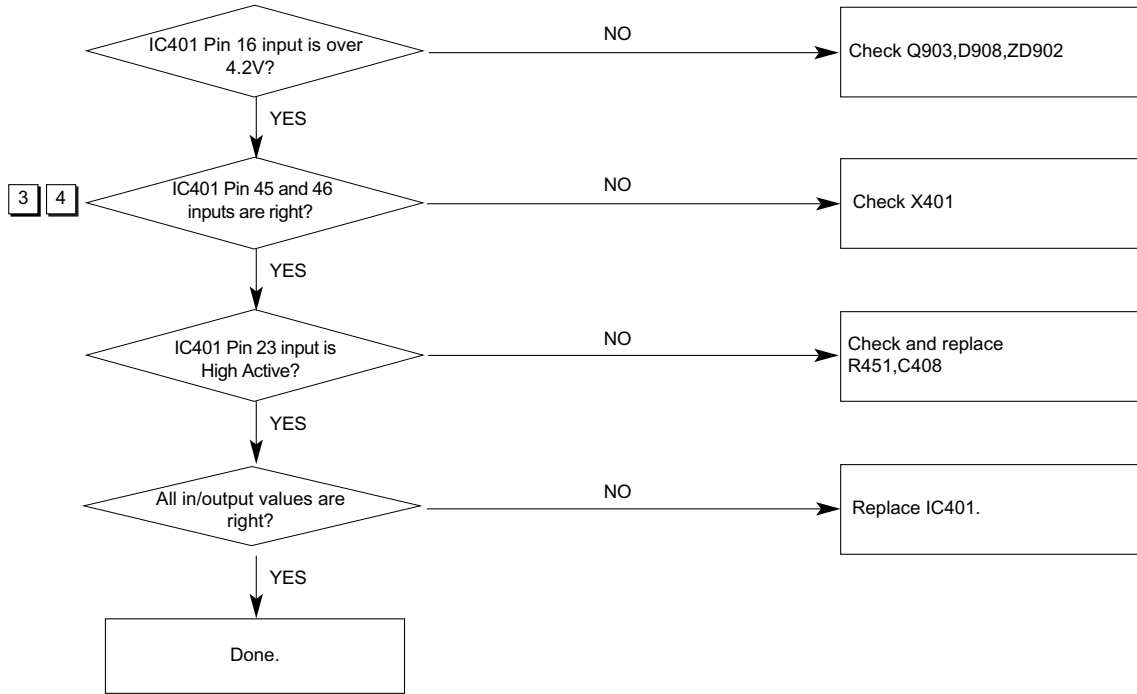 IC401 Pin 16 input is over
4.2V?
NO
Check Q903,D908,ZD902
YES
3 4
IC401 Pin 45 and 46
inputs are right?
NO
Check X401
YES
IC401 Pin 23 input is
High Active?
NO
Check and replace
R451,C408
YES
All in/output values are
right?
NO
Replace IC401.
YES
Done.